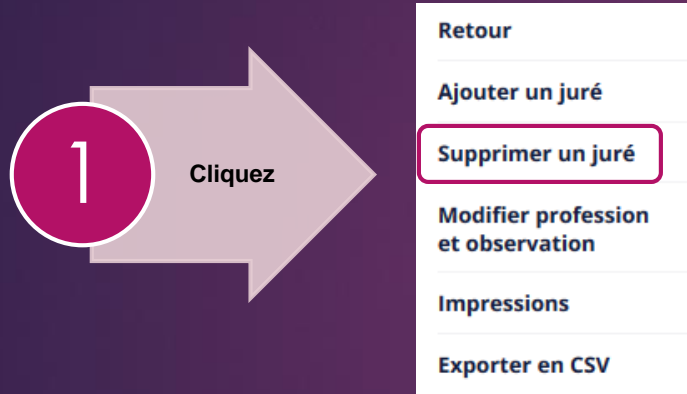 1
Cliquez
Retour
Ajouter un juré
Supprimer un juré
Modifier profession
et observation
Impressions
Exporter en CSV